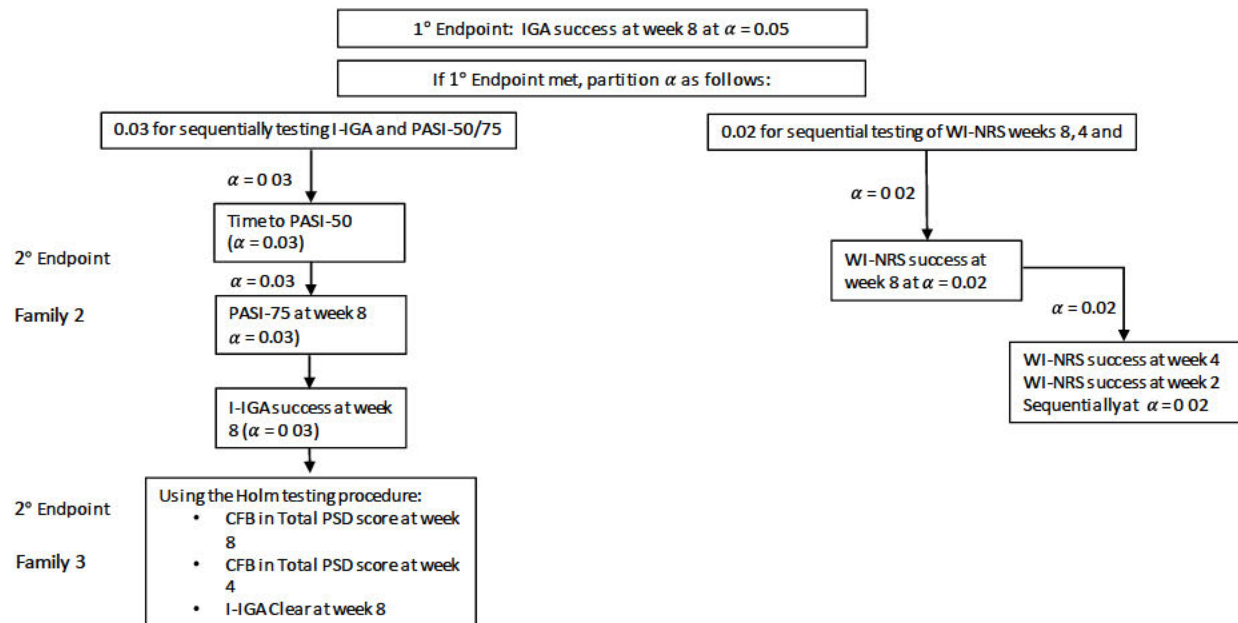 1° Endpoint: IGA success at week 8 at α = 0.05
If 1° Endpoint met, partition α as follows:
0.03 for sequentially testing I-IGA and PASI-50/75
0.02 for sequential testing of WI-NRS weeks 8, 4 and
α = 0 03
α = 0 02
Time to PASI-50
(α = 0.03)
2° Endpoint
WI-NRS success at
week 8 at α = 0.02
α = 0.03
α = 0.02
Family 2
PASI-75 at week 8
α = 0.03)
WI-NRS success at week 4
WI-NRS success at week 2
Sequentially at α = 0 02
I-IGA success at week
8 (α = 0 03)
2° Endpoint
Family 3
Using the Holm testing procedure:
• CFB in Total PSD score at week
8
• CFB in Total PSD score at week
4
• I-IGA Clear at week 8